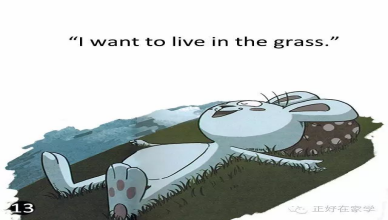 “I want to live in the grass.”
13
正好在家学